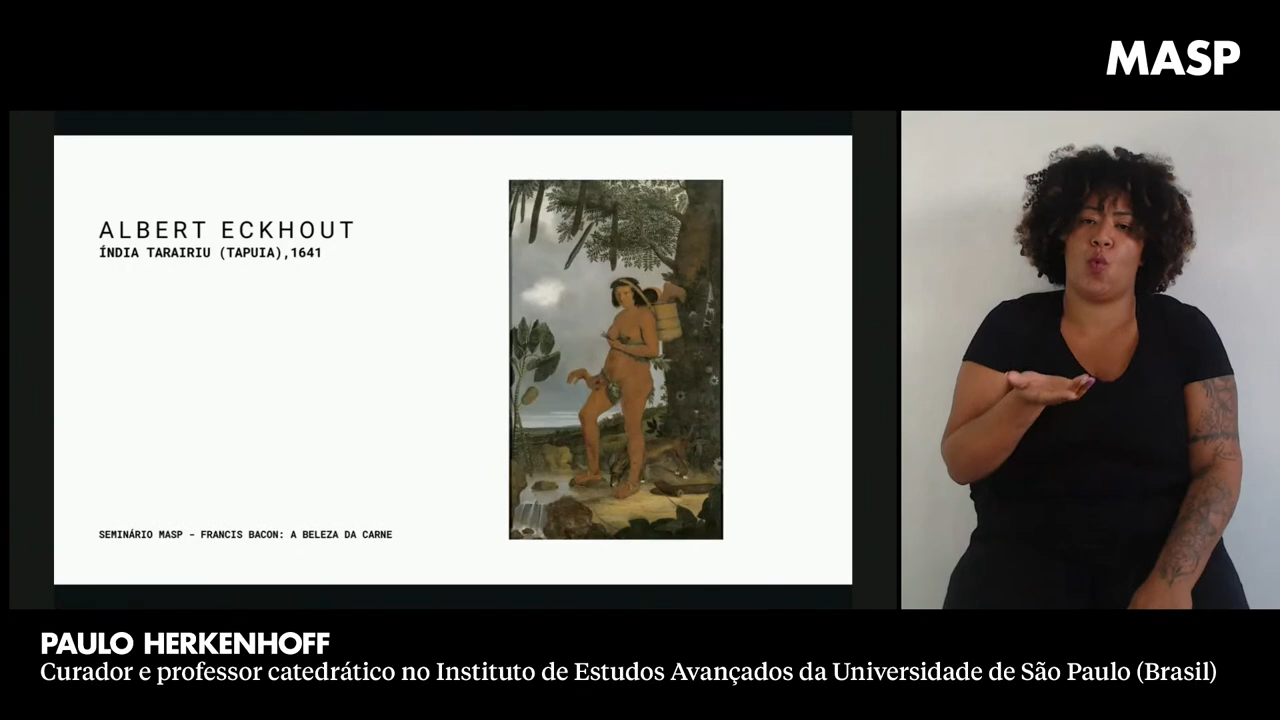 MASP
ALBERT ECKHOUT
ÍNDIA TARAIRIU (TAPUIA),1641
SEMINÁRIO MASP – FRANCIS BACON: A BELEZA DA CARNE
PAULO HERKENHOFF
Curador e professor catedrático no Instituto de Estudos Avançados da Universidade de São Paulo (Brasil)